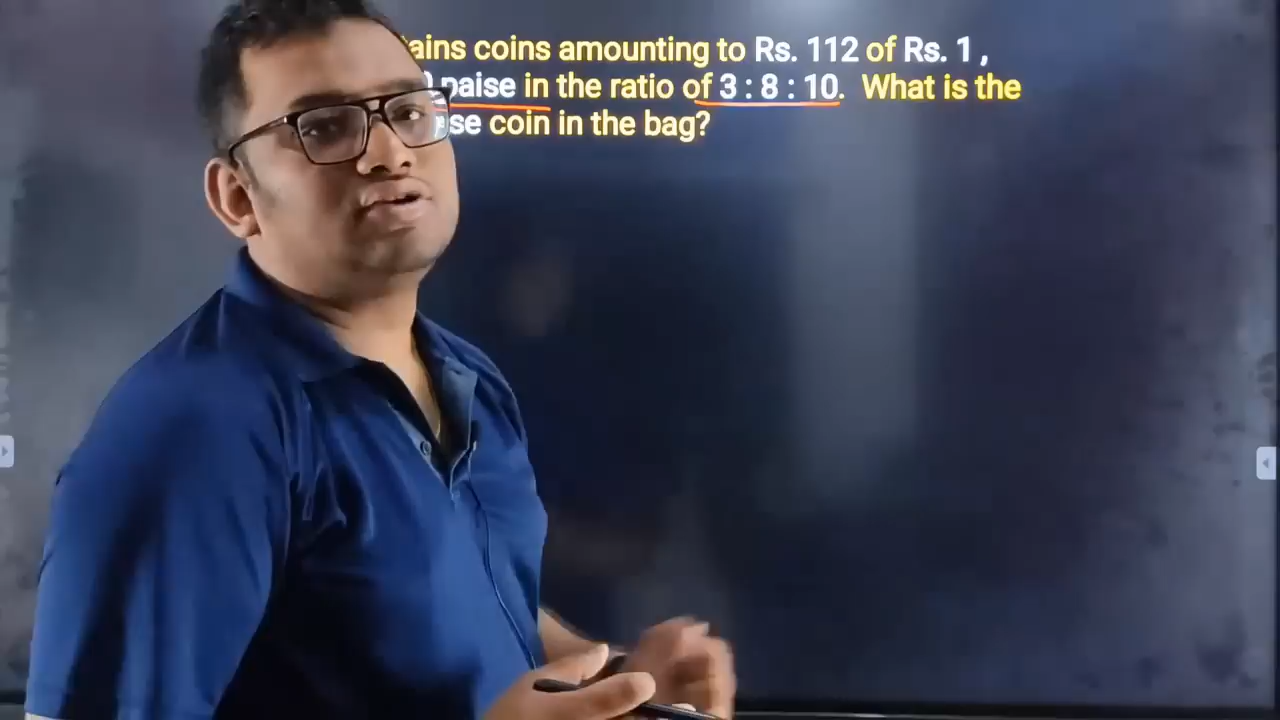 ains coins amounting to Rs. 112 of Rs. 1 ,
paise in the ratio of 3 : 8 : 10. What is the
se coin in the bag?